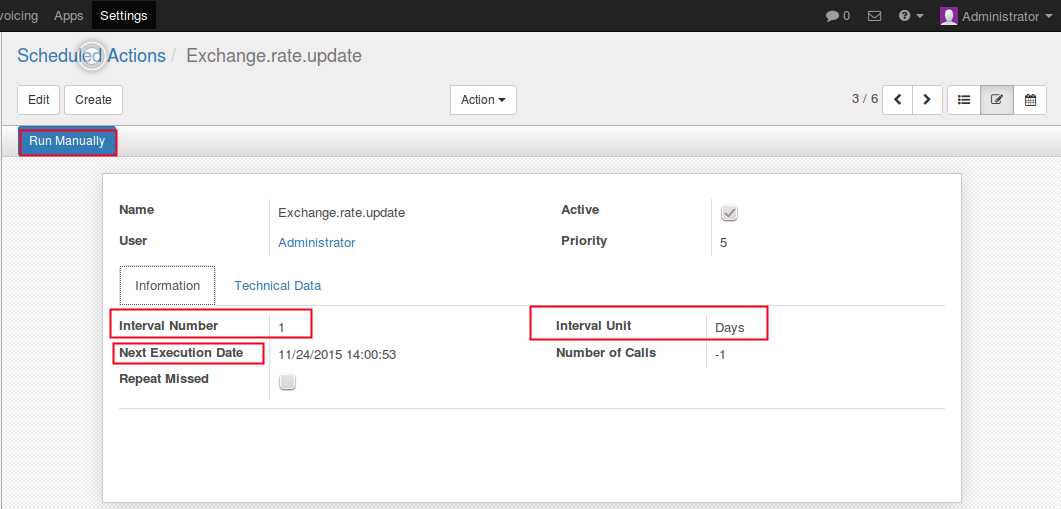 voicing Apps Settings 0 Administrator
Scheduled Actions / Exchange.rate.update
Edit Create Action 3 / 6
Run Manually
Name Exchange.rate.update Active
User Administrator Priority 5
Information Technical Data
Interval Number 1 Interval Unit Days
Next Execution Date 11/24/2015 14:00:53 Number of Calls -1
Repeat Missed